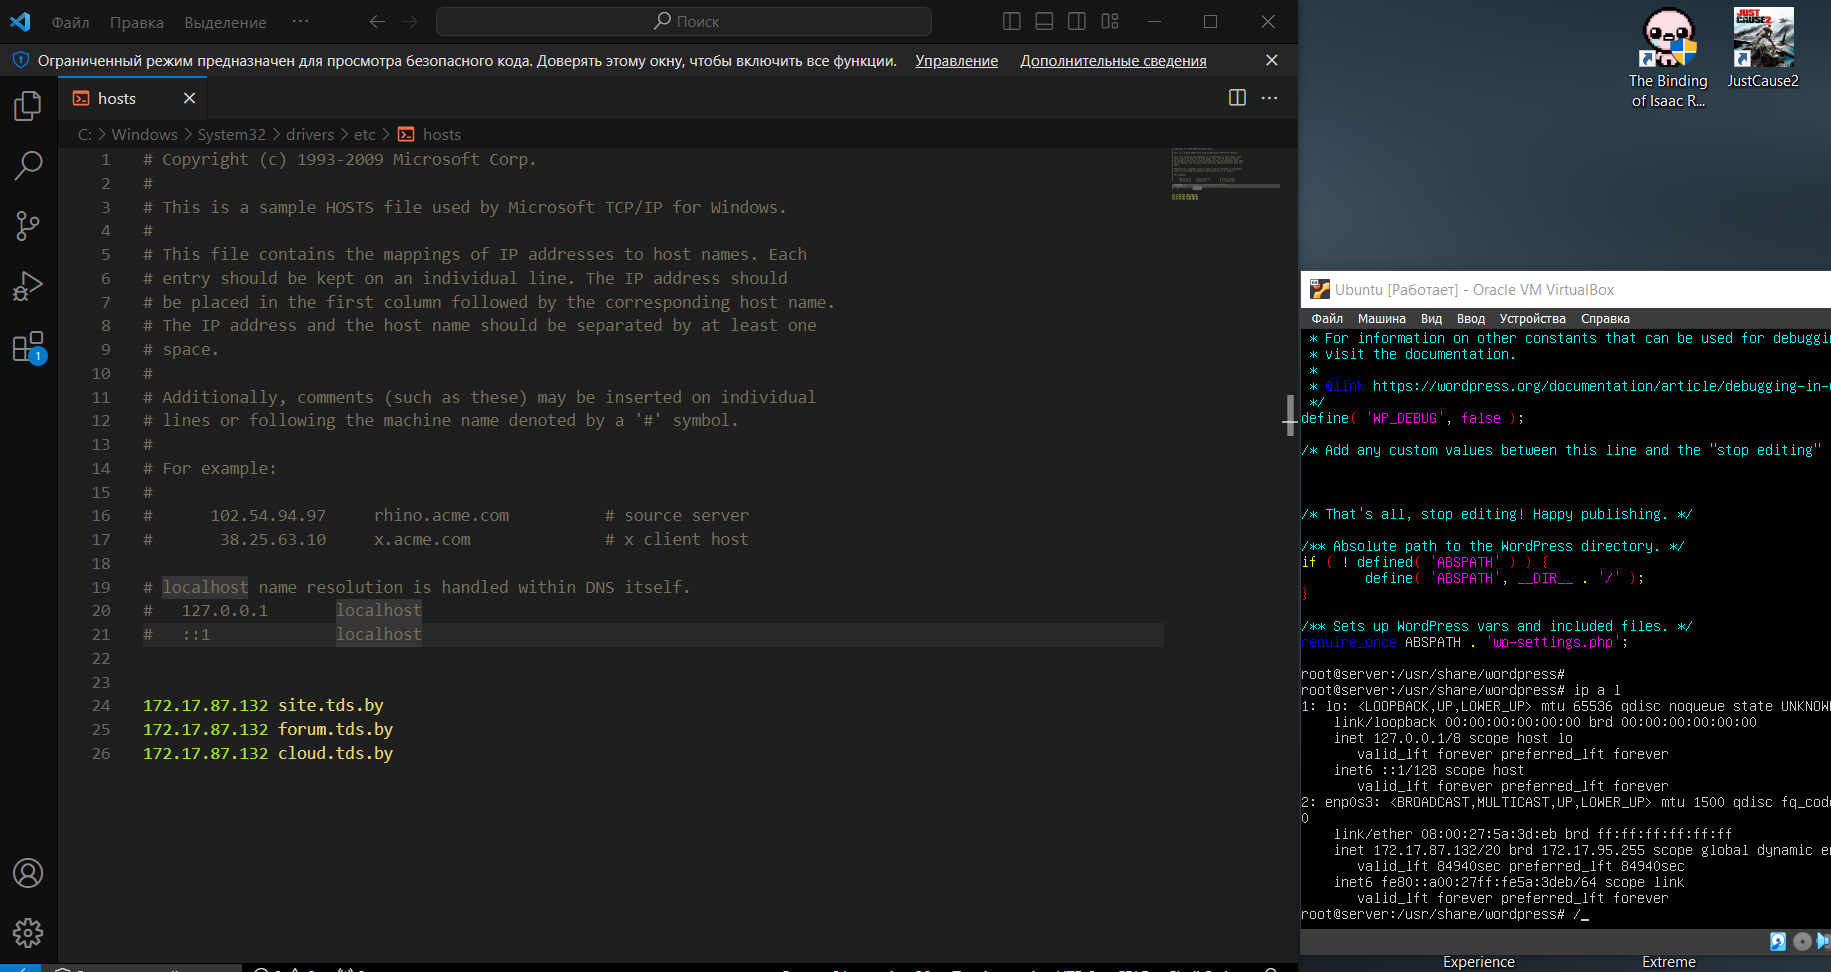 Файл Правка Выделение ··· Поиск
Ограниченный режим предназначен для просмотра безопасного кода. Доверять этому окну, чтобы включить все функции. Управление Дополнительные сведения
hosts
C: > Windows > System32 > drivers > etc > hosts
1 # Copyright (c) 1993-2009 Microsoft Corp.
2 #
3 # This is a sample HOSTS file used by Microsoft TCP/IP for Windows.
4 #
5 # This file contains the mappings of IP addresses to host names. Each
6 # entry should be kept on an individual line. The IP address should
7 # be placed in the first column followed by the corresponding host name.
8 # The IP address and the host name should be separated by at least one
9 # space.
10 #
11 # Additionally, comments (such as these) may be inserted on individual
12 # lines or following the machine name denoted by a '#' symbol.
13 #
14 # For example:
15 #
16 # 102.54.94.97 rhino.acme.com # source server
17 # 38.25.63.10 x.acme.com # x client host
18
19 # localhost name resolution is handled within DNS itself.
20 # 127.0.0.1 localhost
21 # ::1 localhost
22
23
24 172.17.87.132 site.tds.by
25 172.17.87.132 forum.tds.by
26 172.17.87.132 cloud.tds.by
1
The Binding
of Isaac R...
JUST CAUSE 2
JustCause2
Ubuntu [Работает] - Oracle VM VirtualBox
Файл Машина Вид Ввод Устройства Справка
* For information on other constants that can be used for debuggi
* visit the documentation.
*
* @link https://wordpress.org/documentation/article/debugging-in-
*/
define( 'WP_DEBUG', false );
/* Add any custom values between this line and the "stop editing"
/* That's all, stop editing! Happy publishing. */
/** Absolute path to the WordPress directory. */
if ( ! defined( 'ABSPATH' ) ) {
define( 'ABSPATH', __DIR__ . '/' );
}
/** Sets up WordPress vars and included files. */
require_once ABSPATH . 'wp-settings.php';
root@server:/usr/share/wordpress#
root@server:/usr/share/wordpress# ip a l
1: lo: <LOOPBACK,UP,LOWER_UP> mtu 65536 qdisc noqueue state UNKNOW
link/loopback 00:00:00:00:00:00 brd 00:00:00:00:00:00
inet 127.0.0.1/8 scope host lo
valid_lft forever preferred_lft forever
inet6 ::1/128 scope host
valid_lft forever preferred_lft forever
2: enp0s3: <BROADCAST,MULTICAST,UP,LOWER_UP> mtu 1500 qdisc fq_cod
0
link/ether 08:00:27:5a:3d:eb brd ff:ff:ff:ff:ff:ff
inet 172.17.87.132/20 brd 172.17.95.255 scope global dynamic e
valid_lft 84940sec preferred_lft 84940sec
inet6 fe80::a00:27ff:fe5a:3deb/64 scope link
valid_lft forever preferred_lft forever
root@server:/usr/share/wordpress# /_
Experience Extreme